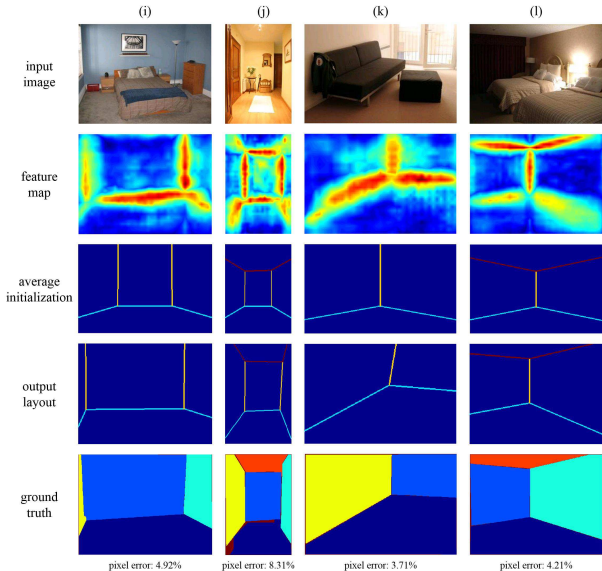 (i) (j) (k) (l)
input
image
feature
map
average
initialization
output
layout
ground
truth
pixel error: 4.92% pixel error: 8.31% pixel error: 3.71% pixel error: 4.21%